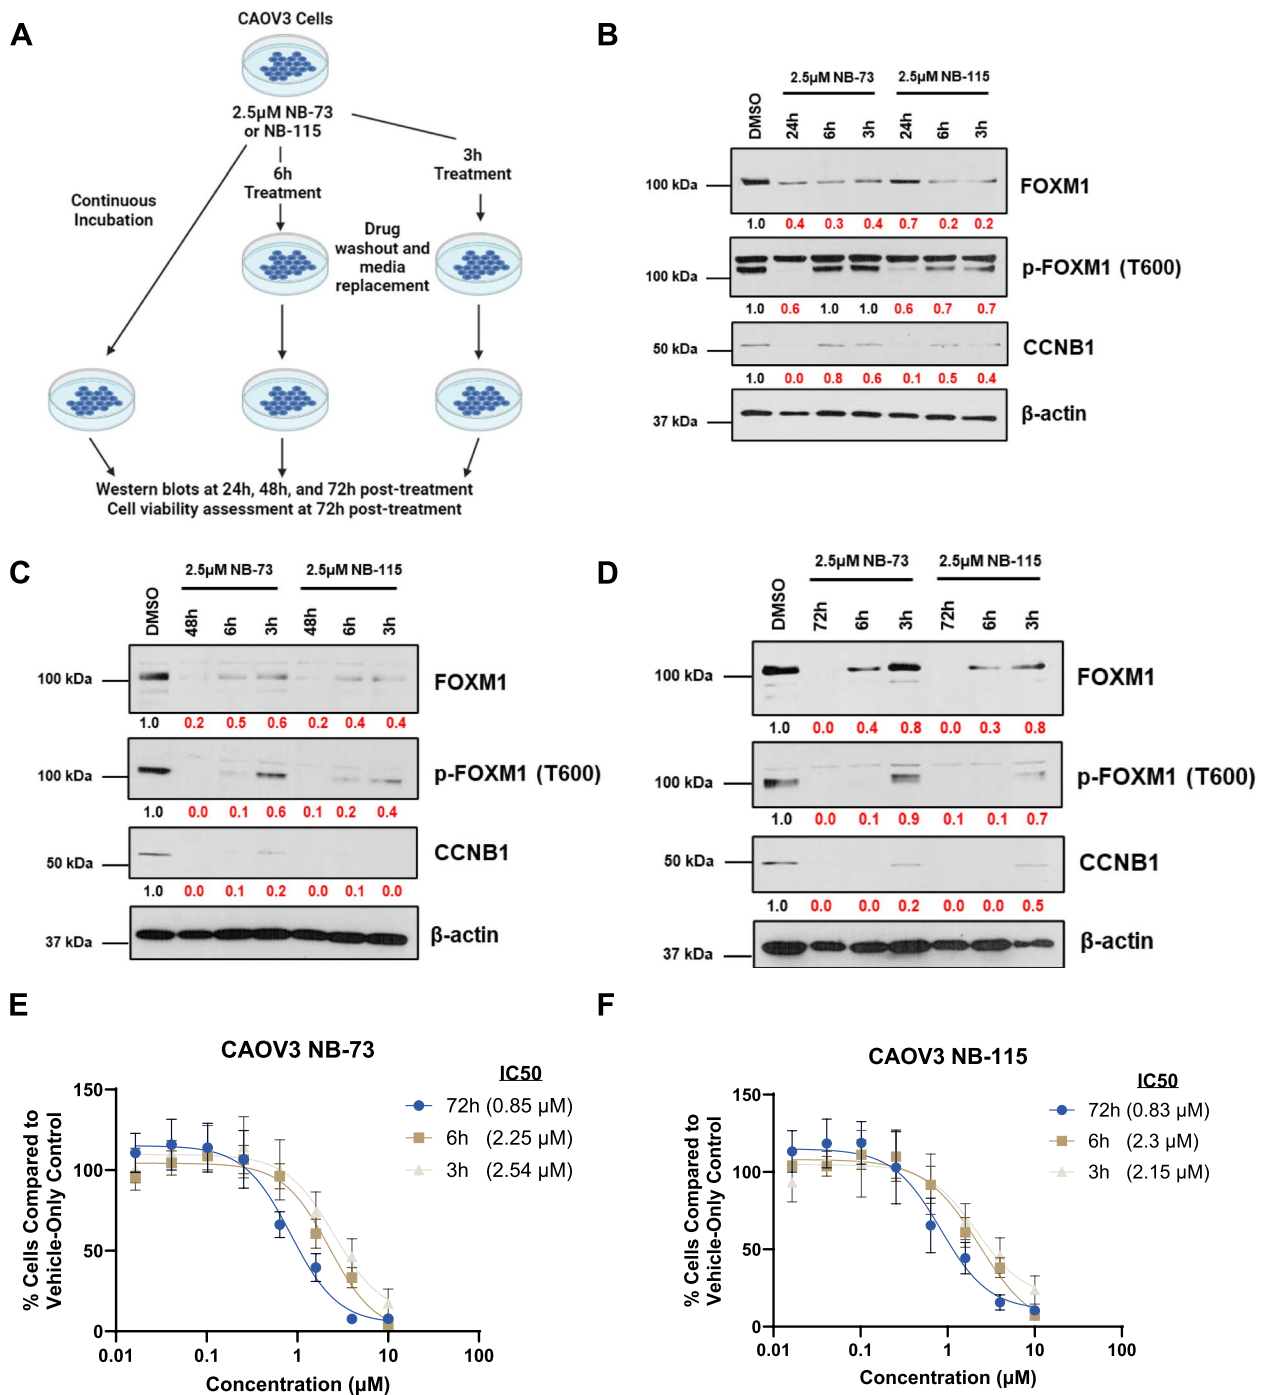 A
CAOV3 Cells
2.5µM NB-73
or NB-115
Continuous
Incubation
6h
Treatment
3h
Treatment
Drug
washout and
media
replacement
Western blots at 24h, 48h, and 72h post-treatment
Cell viability assessment at 72h post-treatment
B
2.5µM NB-73 2.5µM NB-115
DMSO 24h 6h 3h 24h 6h 3h
100 kDa FOXM1
1.0 0.4 0.3 0.4 0.7 0.2 0.2
100 kDa p-FOXM1 (T600)
1.0 0.6 1.0 1.0 0.6 0.7 0.7
50 kDa CCNB1
1.0 0.0 0.8 0.6 0.1 0.5 0.4
37 kDa β-actin
C
2.5µM NB-73 2.5µM NB-115
DMSO 48h 6h 3h 48h 6h 3h
100 kDa FOXM1
1.0 0.2 0.5 0.6 0.2 0.4 0.4
100 kDa p-FOXM1 (T600)
1.0 0.0 0.1 0.6 0.1 0.2 0.4
50 kDa CCNB1
1.0 0.0 0.1 0.2 0.0 0.1 0.0
37 kDa β-actin
D
2.5µM NB-73 2.5µM NB-115
DMSO 72h 6h 3h 72h 6h 3h
100 kDa FOXM1
1.0 0.0 0.4 0.8 0.0 0.3 0.8
100 kDa p-FOXM1 (T600)
1.0 0.0 0.1 0.9 0.1 0.1 0.7
50 kDa CCNB1
1.0 0.0 0.0 0.2 0.0 0.0 0.5
37 kDa β-actin
E
CAOV3 NB-73
IC50
72h (0.85 µM)
6h (2.25 µM)
3h (2.54 µM)
% Cells Compared to
Vehicle-Only Control
150
100
50
0
0.01 0.1 1 10 100
Concentration (µM)
F
CAOV3 NB-115
IC50
72h (0.83 µM)
6h (2.3 µM)
3h (2.15 µM)
% Cells Compared to
Vehicle-Only Control
150
100
50
0
0.01 0.1 1 10 100
Concentration (µM)